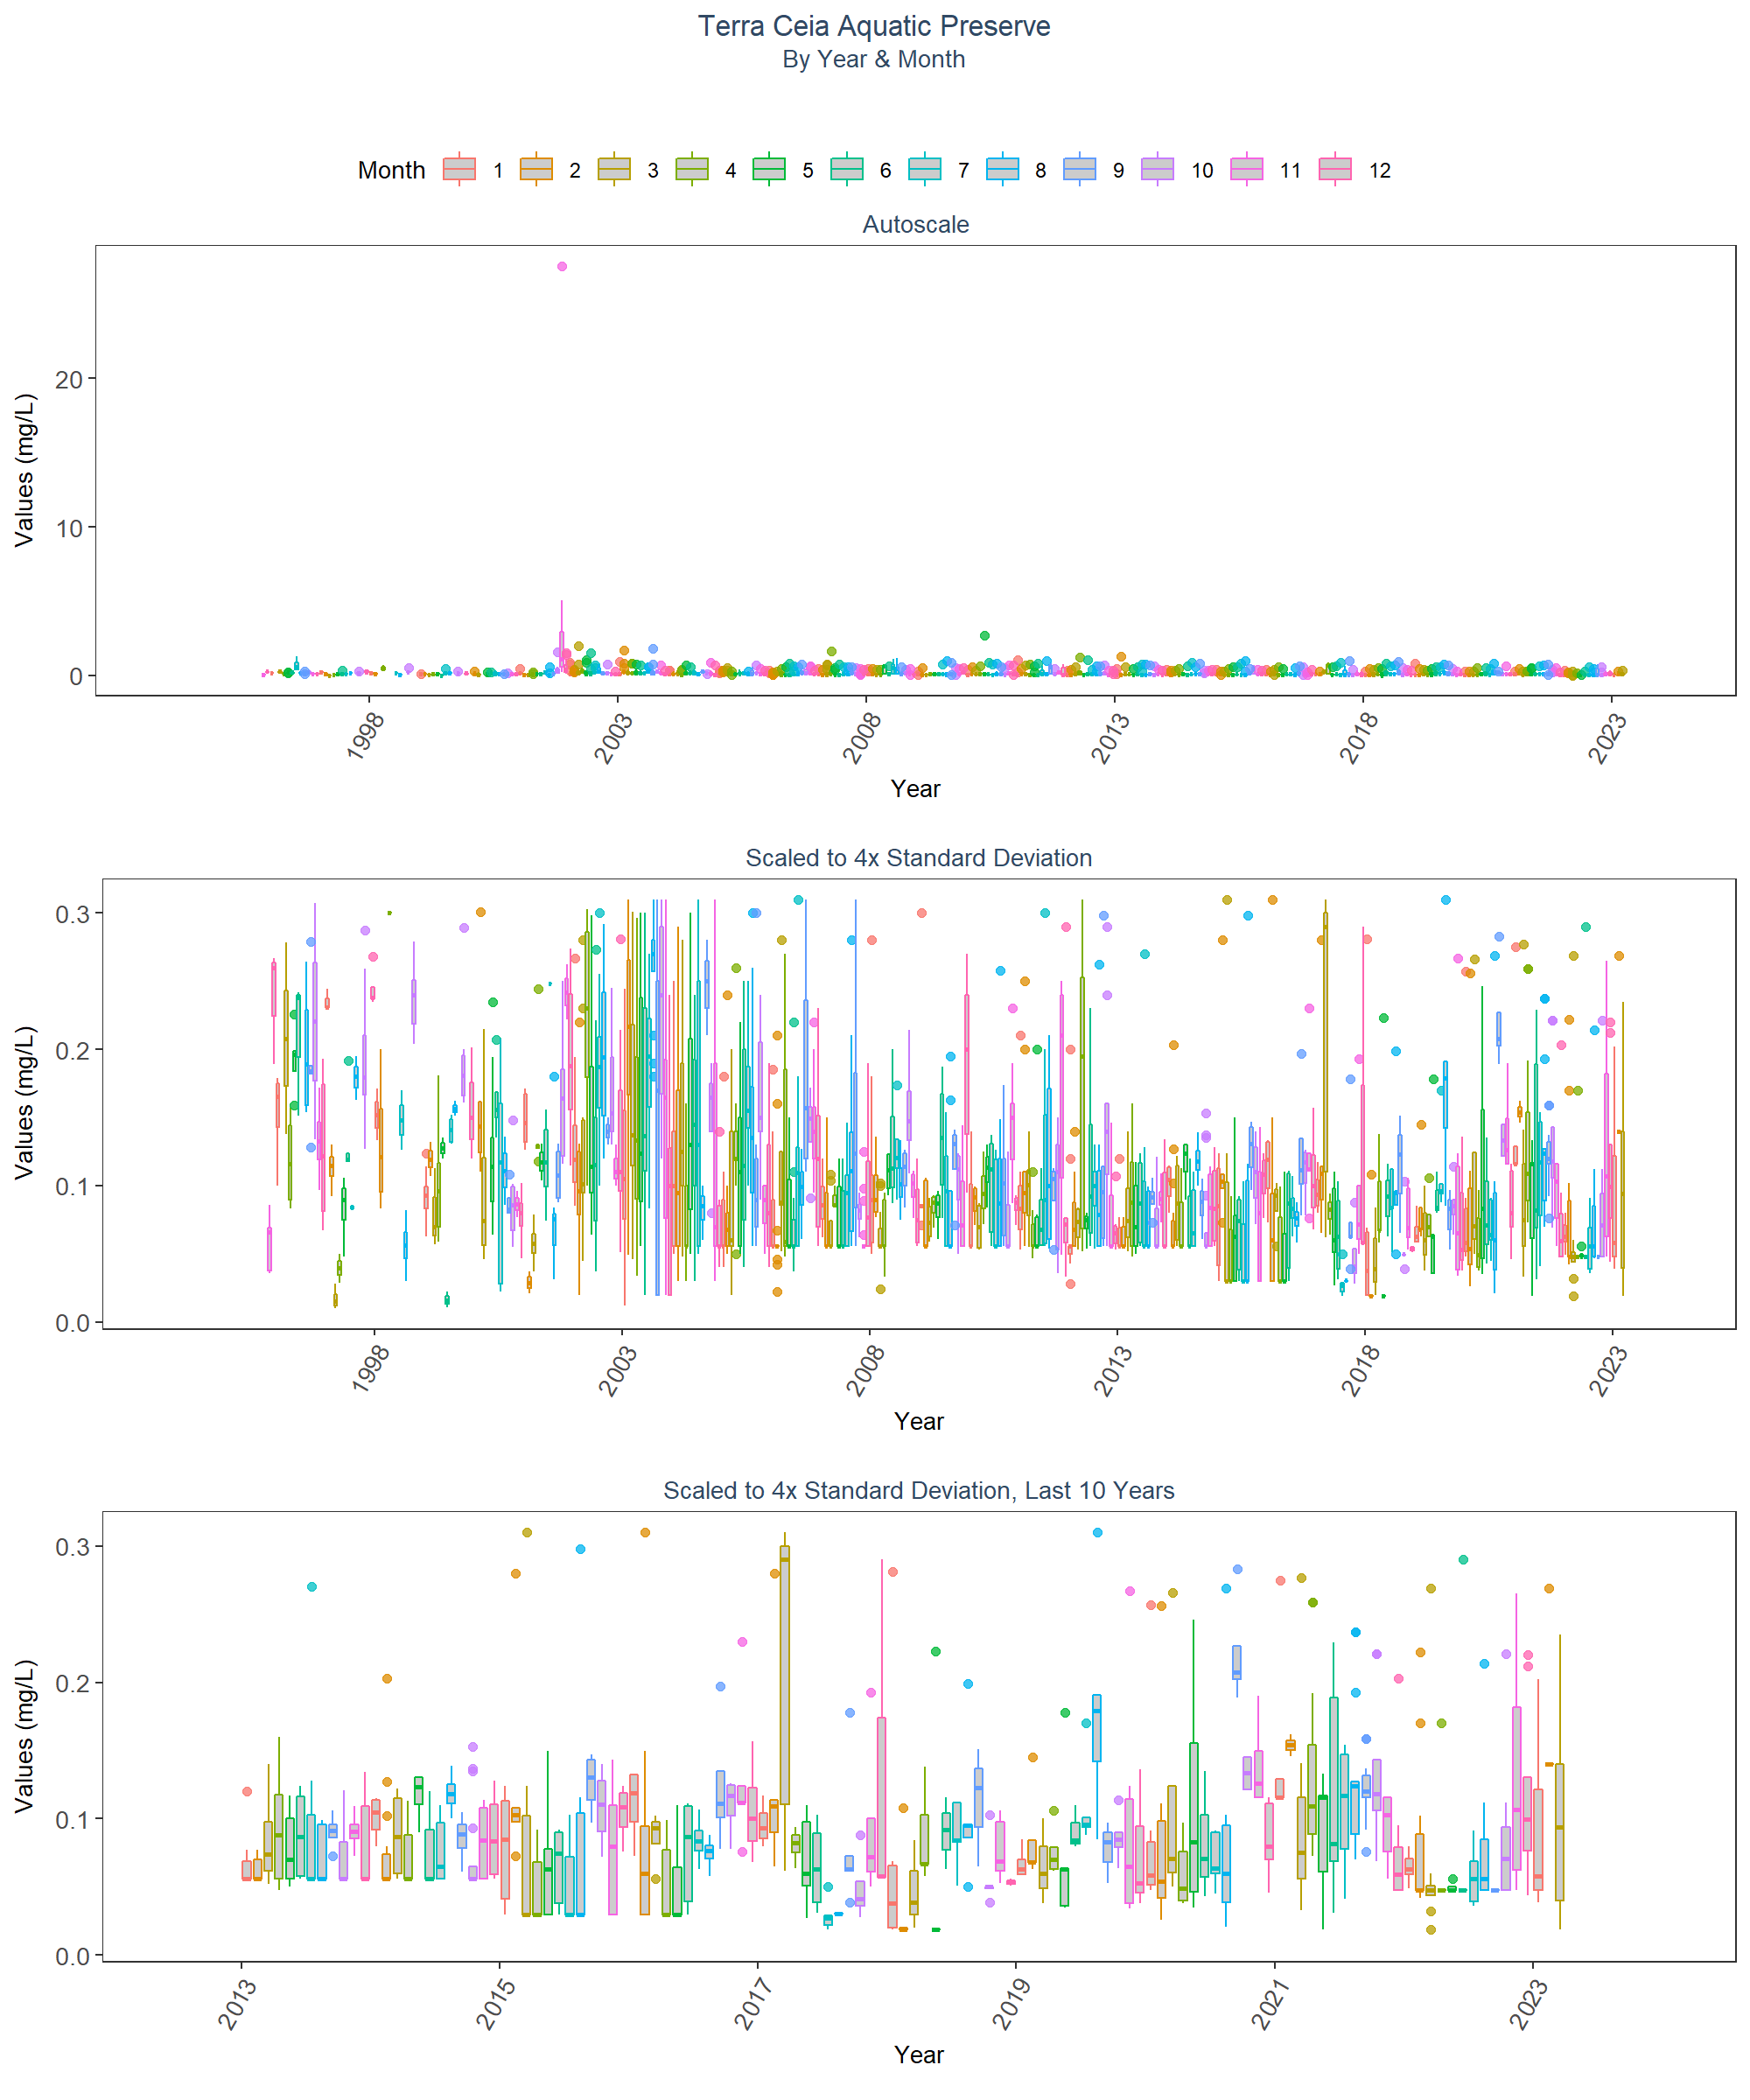 Terra Ceia Aquatic Preserve
By Year & Month
Month 1 2 3 4 5 6 7 8 9 10 11 12
Autoscale
Values (mg/L)
20
10
0
1998 2003 2008 2013 2018 2023
Year
Scaled to 4x Standard Deviation
Values (mg/L)
0.3
0.2
0.1
0.0
1998 2003 2008 2013 2018 2023
Year
Scaled to 4x Standard Deviation, Last 10 Years
Values (mg/L)
0.3
0.2
0.1
0.0
2013 2015 2017 2019 2021 2023
Year